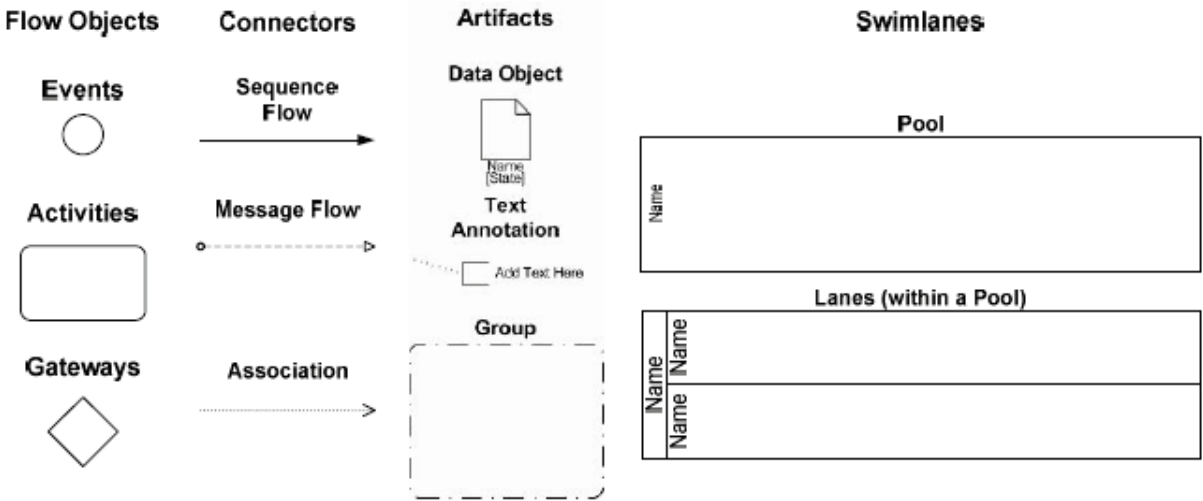 Flow Objects
Connectors
Artifacts
Swimlanes
Events
Activities
Gateways
Sequence
Flow
Message Flow
Association
Data Object
Name
[State]
Text
Annotation
Add Text Here
Group
Pool
Name
Lanes (within a Pool)
Name
Name
Name